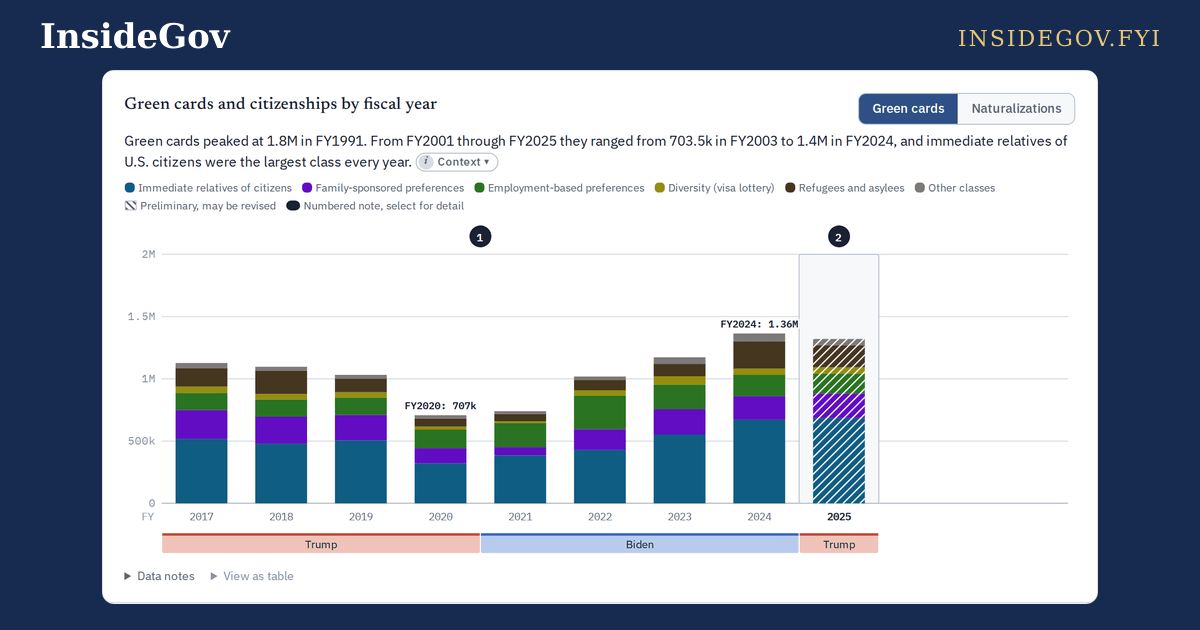 InsideGov
INSIDEGOV.FYI
Green cards and citizenships by fiscal year
Green cards
Naturalizations
Green cards peaked at 1.8M in FY1991. From FY2001 through FY2025 they ranged from 703.5k in FY2003 to 1.4M in FY2024, and immediate relatives of
U.S. citizens were the largest class every year. i Context ▾
Immediate relatives of citizens Family-sponsored preferences Employment-based preferences Diversity (visa lottery) Refugees and asylees Other classes
Preliminary, may be revised Numbered note, select for detail
1 2
2M
1.5M
FY2024: 1.36M
1M
FY2020: 707k
500k
0
FY 2017 2018 2019 2020 2021 2022 2023 2024 2025
Trump Biden Trump
▶ Data notes ▶ View as table